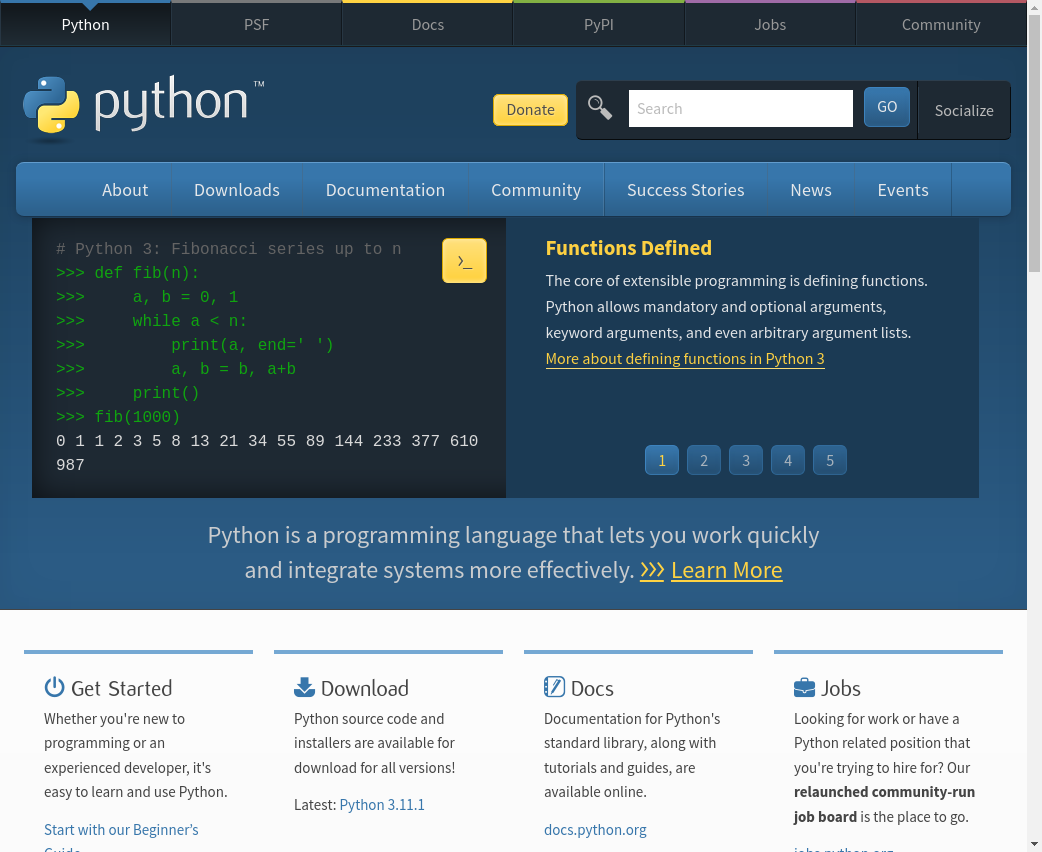 Python
PSF
Docs
PyPI
Jobs
Community
python™
Donate
Search
GO
Socialize
About
Downloads
Documentation
Community
Success Stories
News
Events
# Python 3: Fibonacci series up to n
>>> def fib(n):
>>>     a, b = 0, 1
>>>     while a < n:
>>>         print(a, end=' ')
>>>         a, b = b, a+b
>>>     print()
>>> fib(1000)
0 1 1 2 3 5 8 13 21 34 55 89 144 233 377 610
987
>_
Functions Defined
The core of extensible programming is defining functions.
Python allows mandatory and optional arguments,
keyword arguments, and even arbitrary argument lists.
More about defining functions in Python 3
1 2 3 4 5
Python is a programming language that lets you work quickly
and integrate systems more effectively. >>> Learn More
Get Started
Whether you're new to
programming or an
experienced developer, it's
easy to learn and use Python.
Start with our Beginner's
Guide
Download
Python source code and
installers are available for
download for all versions!
Latest: Python 3.11.1
Docs
Documentation for Python's
standard library, along with
tutorials and guides, are
available online.
docs.python.org
Jobs
Looking for work or have a
Python related position that
you're trying to hire for? Our
relaunched community-run
job board is the place to go.
jobs.python.org